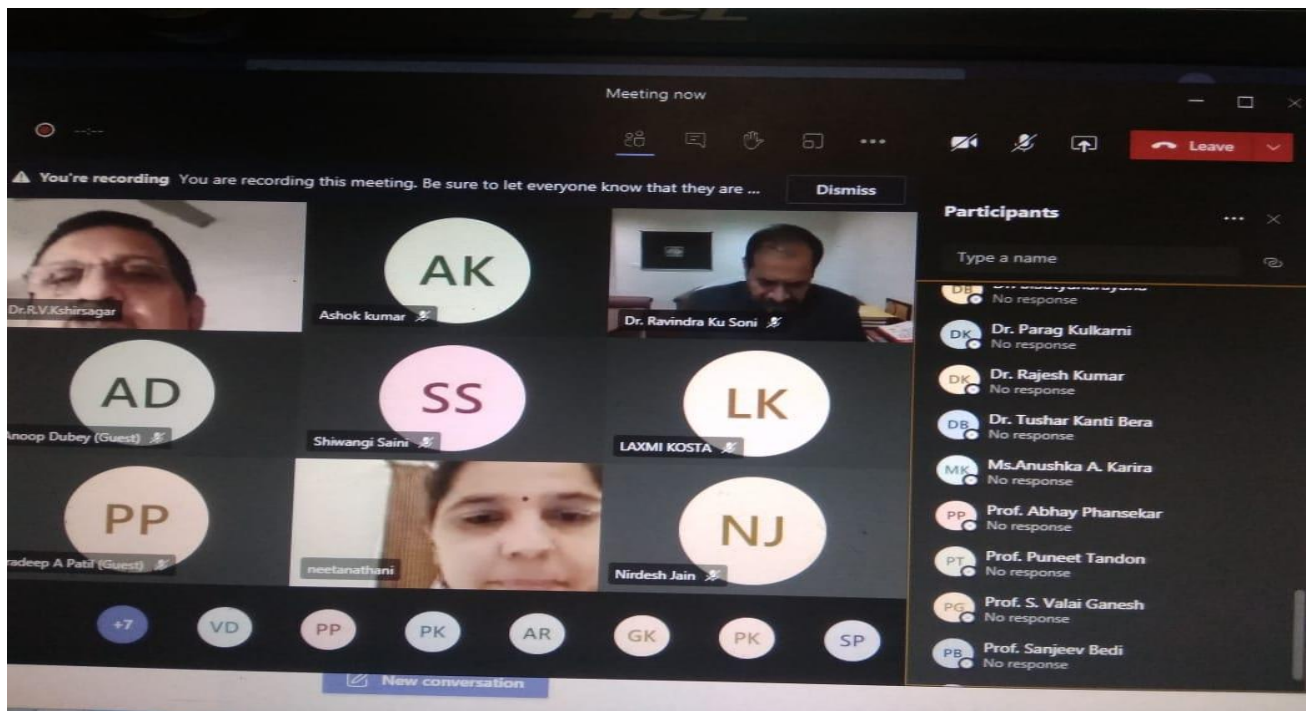 HCL
Meeting now
--:--
Leave
You're recording You are recording this meeting. Be sure to let everyone know that they are ...
Dismiss
Dr.R.V.Kshirsagar
AK
Ashok kumar
Dr. Ravindra Ku Soni
AD
Anoop Dubey (Guest)
SS
Shiwangi Saini
LK
LAXMI KOSTA
PP
radeep A Patil (Guest)
neetanathani
NJ
Nirdesh Jain
+7
VD
PP
PK
AR
GK
PK
SP
New conversation
Participants
Type a name
DB
No response
DK
Dr. Parag Kulkarni
No response
DK
Dr. Rajesh Kumar
No response
DB
Dr. Tushar Kanti Bera
No response
MK
Ms.Anushka A. Karira
No response
PP
Prof. Abhay Phansekar
No response
PT
Prof. Puneet Tandon
No response
PG
Prof. S. Valai Ganesh
No response
PB
Prof. Sanjeev Bedi
No response